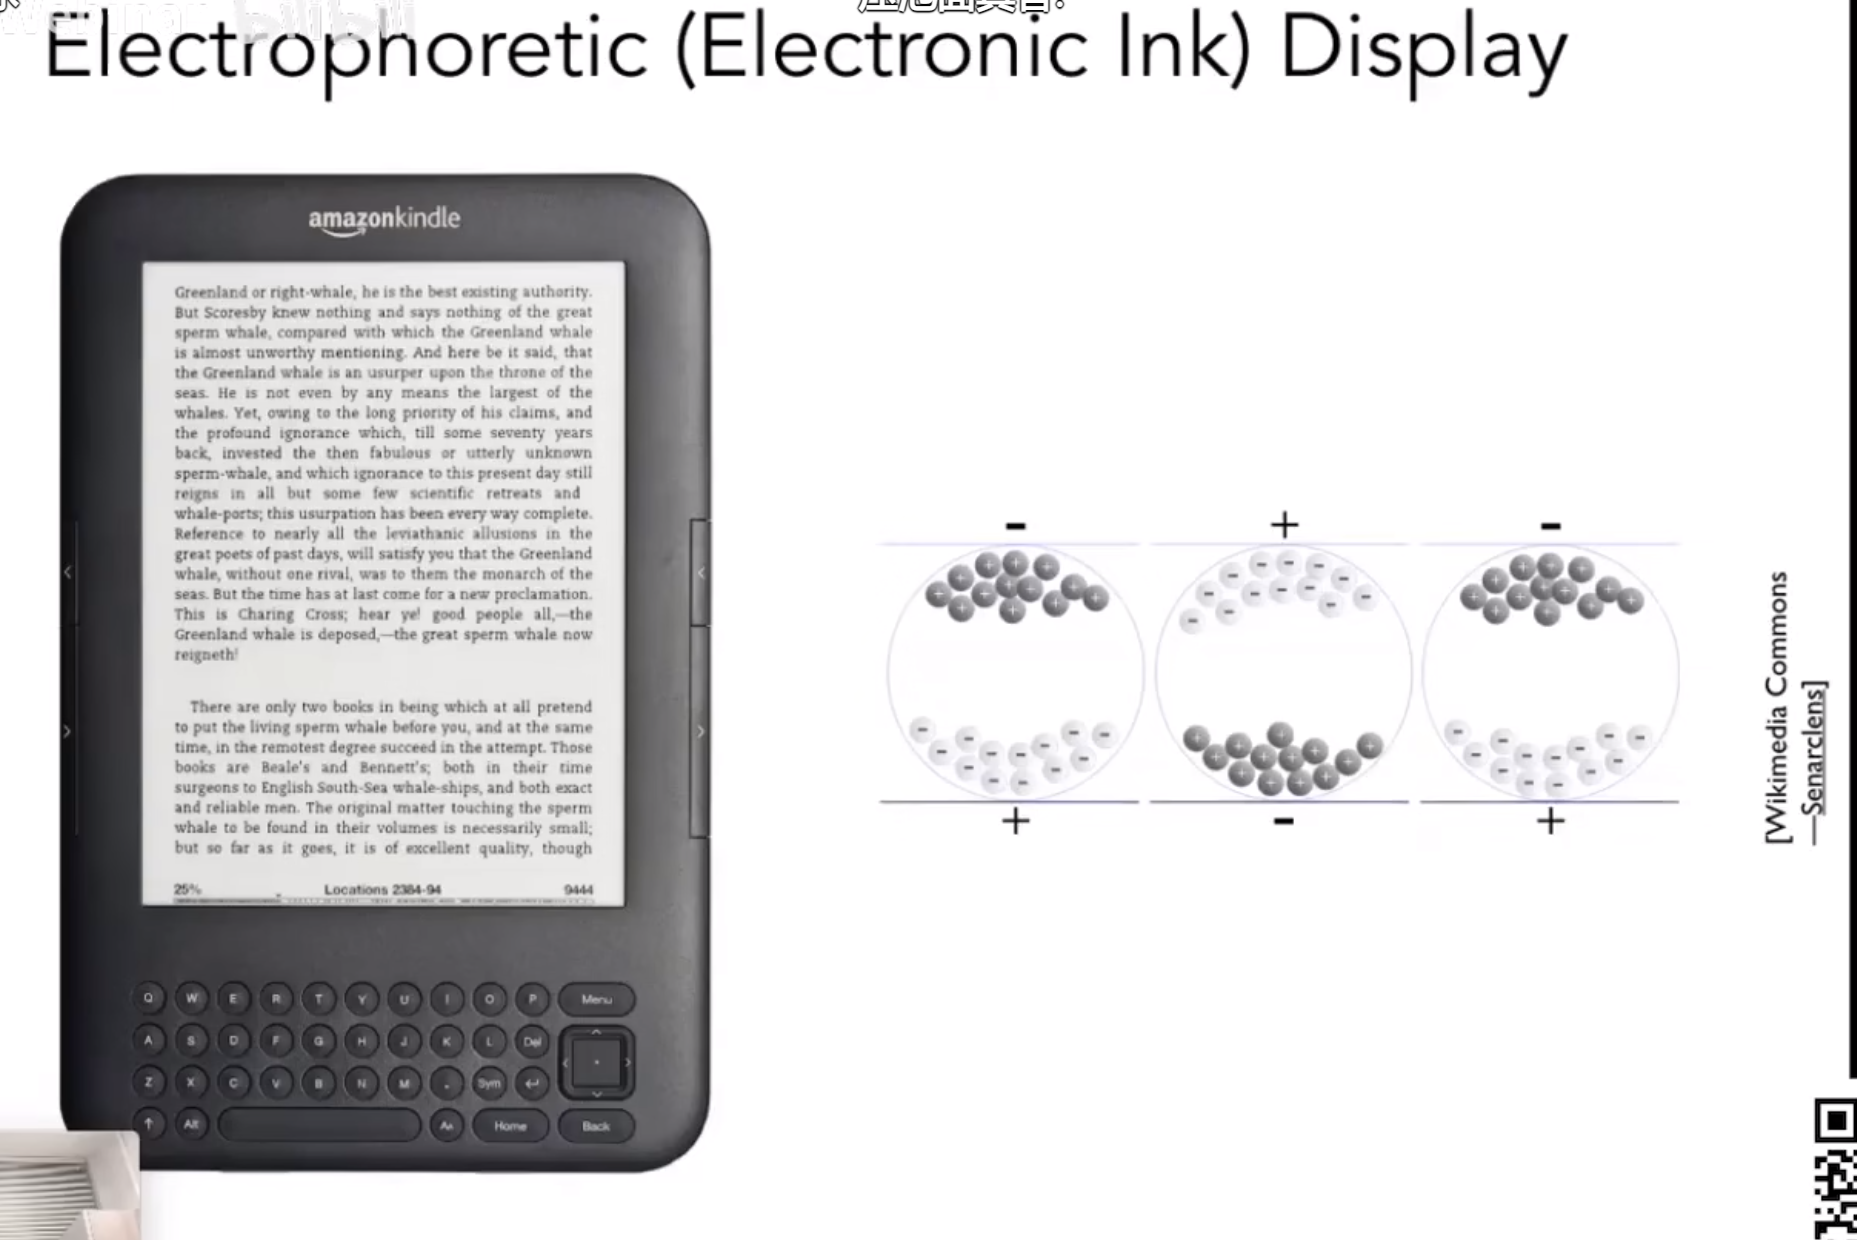 Electrophoretic (Electronic Ink) Display
amazonkindle
Greenland or right-whale, he is the best existing authority.
But Scoresby knew nothing and says nothing of the great
sperm whale, compared with which the Greenland whale
is almost unworthy mentioning. And here be it said, that
the Greenland whale is an usurper upon the throne of the
seas. He is not even by any means the largest of the
whales. Yet, owing to the long priority of his claims, and
the profound ignorance which, till some seventy years
back, invested the then fabulous or utterly unknown
sperm-whale, and which ignorance to this present day still
reigns in all but some few scientific retreats and
whale-ports; this usurpation has been every way complete.
Reference to nearly all the leviathanic allusions in the
great poets of past days, will satisfy you that the Greenland
whale, without one rival, was to them the monarch of the
seas. But the time has at last come for a new proclamation.
This is Charing Cross; hear ye! good people all,—the
Greenland whale is deposed,—the great sperm whale now
reigneth!
There are only two books in being which at all pretend
to put the living sperm whale before you, and at the same
time, in the remotest degree succeed in the attempt. Those
books are Beale's and Bennett's; both in their time
surgeons to English South-Sea whale-ships, and both exact
and reliable men. The original matter touching the sperm
whale to be found in their volumes is necessarily small;
but so far as it goes, it is of excellent quality, though
25% Locations 2384-94 9444
Q W E R T Y U I O P Menu
A S D F G H J K L Del
Z X C V B N M . Sym
Alt Aa Home Back
- + -
+ - +
[Wikimedia Commons
—Senarclens]